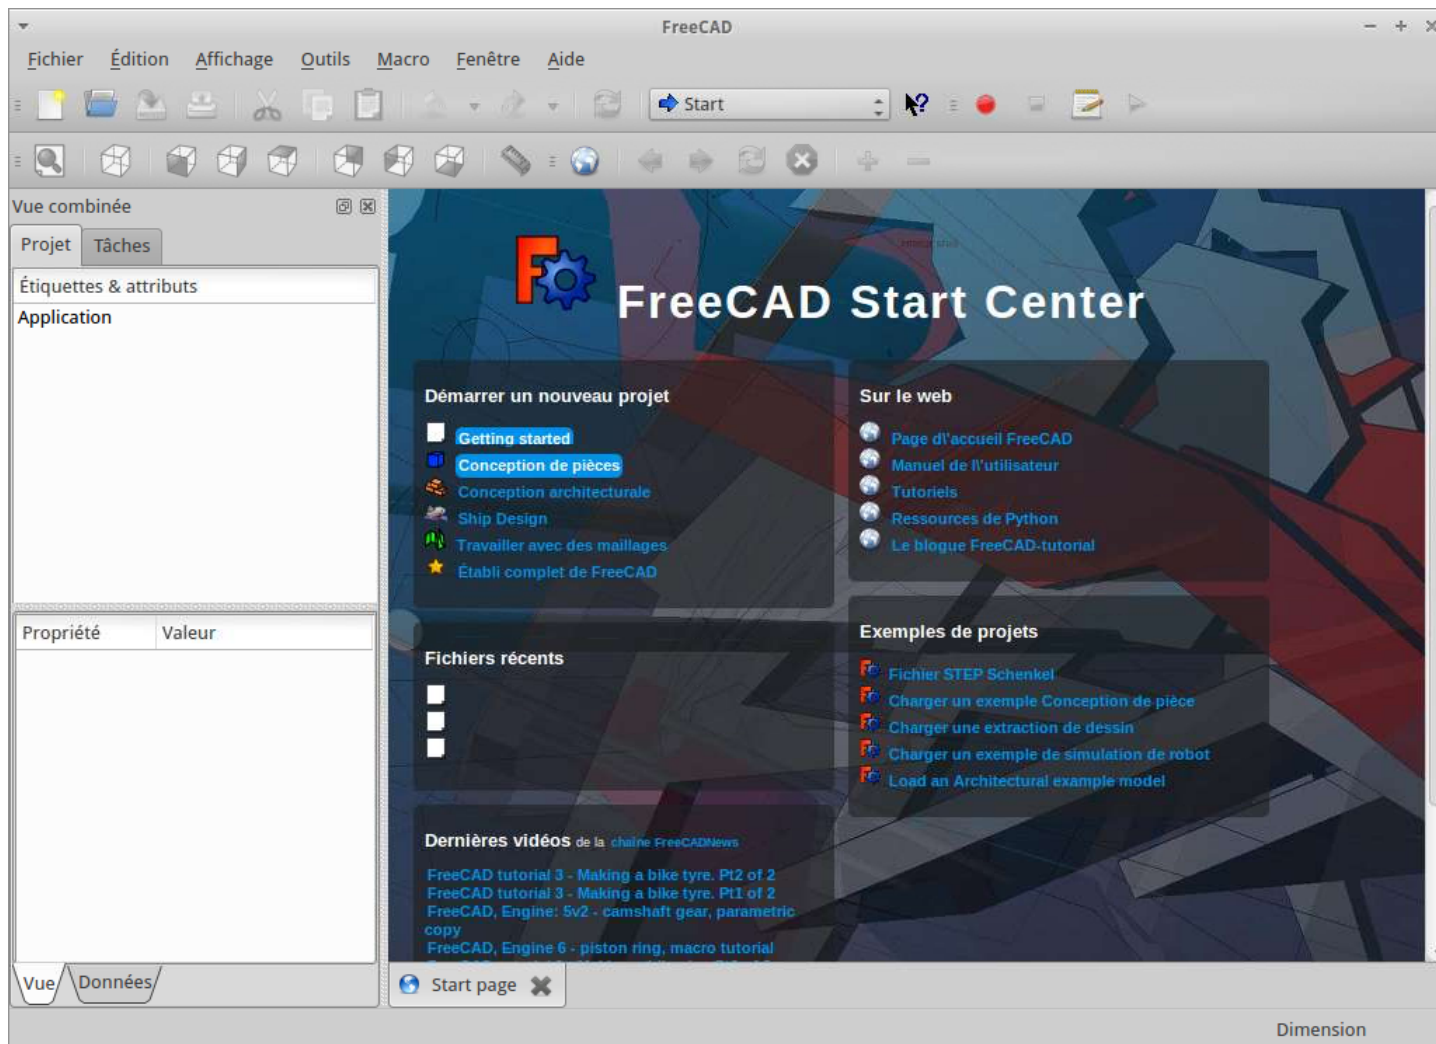 FreeCAD
Fichier Édition Affichage Outils Macro Fenêtre Aide
Start
Vue combinée
Projet Tâches
Étiquettes & attributs
Application
Propriété Valeur
Vue Données
FreeCAD Start Center
Démarrer un nouveau projet
Getting started
Conception de pièces
Conception architecturale
Ship Design
Travailler avec des maillages
Établi complet de FreeCAD
Fichiers récents
Dernières vidéos de la chaîne FreeCADNews
FreeCAD tutorial 3 - Making a bike tyre. Pt2 of 2
FreeCAD tutorial 3 - Making a bike tyre. Pt1 of 2
FreeCAD, Engine: 5v2 - camshaft gear, parametric
copy
FreeCAD, Engine 6 - piston ring, macro tutorial
Sur le web
Page d\'accueil FreeCAD
Manuel de l\'utilisateur
Tutoriels
Ressources de Python
Le blogue FreeCAD-tutorial
Exemples de projets
Fichier STEP Schenkel
Charger un exemple Conception de pièce
Charger une extraction de dessin
Charger un exemple de simulation de robot
Load an Architectural example model
Start page
Dimension